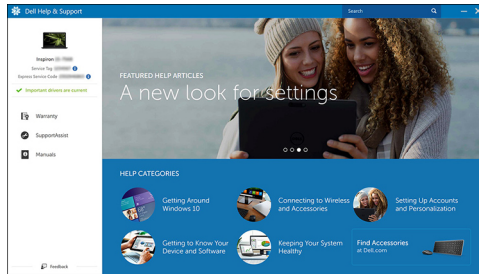 Dell Help & Support
Search
Inspiron
Service Tag
Express Service Code
Important drivers are current
Warranty
SupportAssist
Manuals
Feedback
FEATURED HELP ARTICLES
A new look for settings
HELP CATEGORIES
Getting Around
Windows 10
Connecting to Wireless
and Accessories
Setting Up Accounts
and Personalization
Getting to Know Your
Device and Software
Keeping Your System
Healthy
Find Accessories
at Dell.com